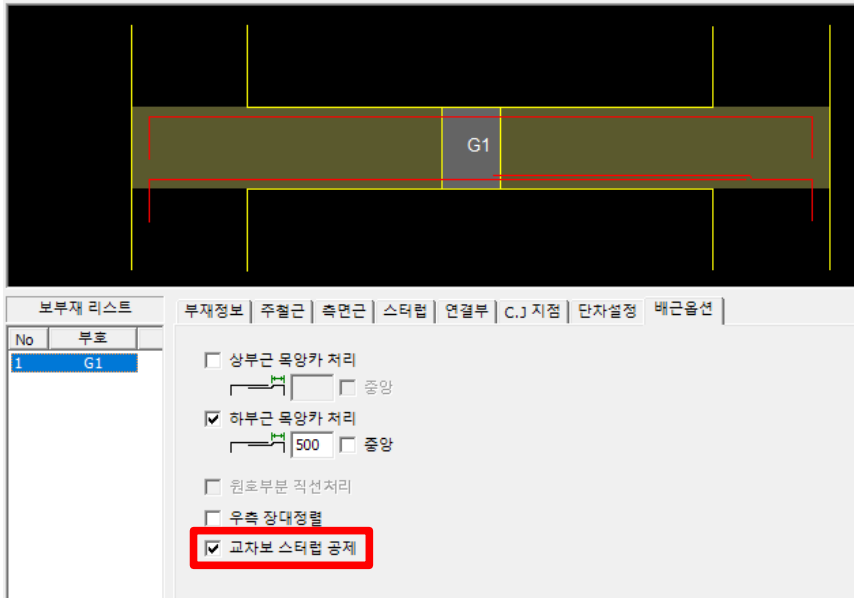 G1
보부재 리스트
부재정보 주철근 측면근 스터럽 연결부 C.J 지점 단차설정 배근옵션
No 부호
1 G1
상부근 목앙카 처리
중앙
하부근 목앙카 처리
500 중앙
원호부분 직선처리
우측 장대정렬
교차보 스터럽 공제